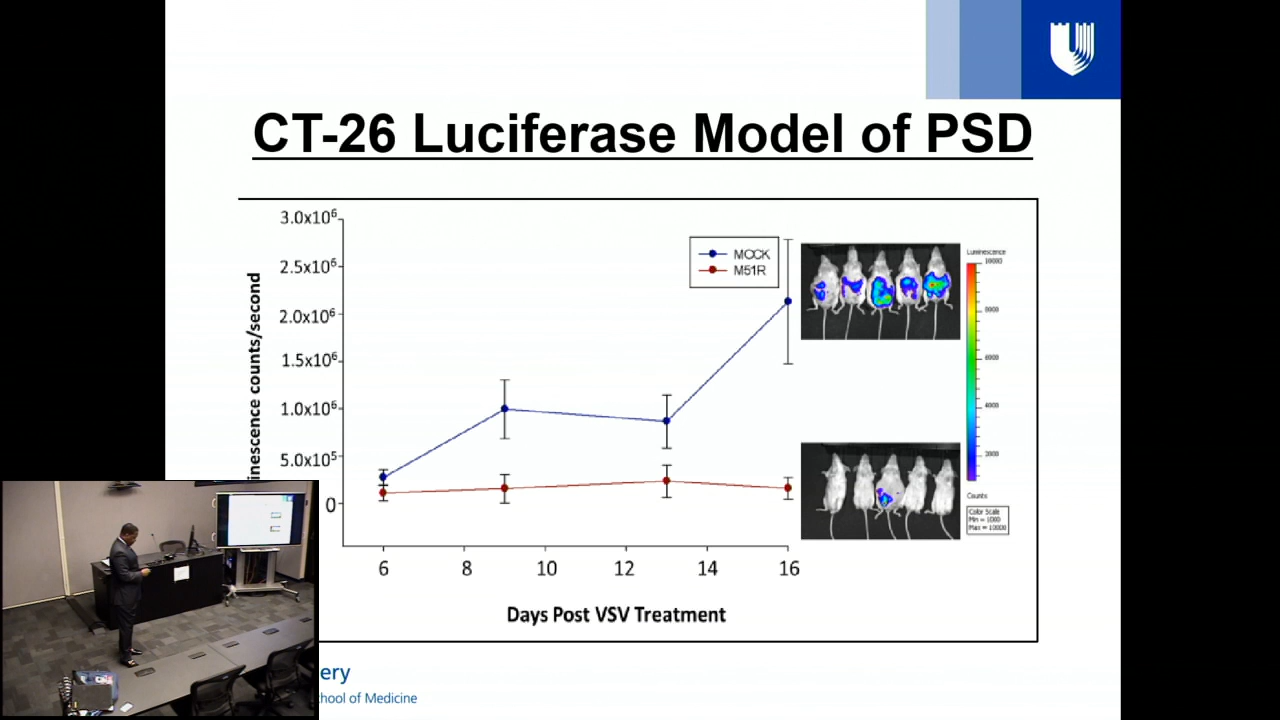 CT-26 Luciferase Model of PSD
3.0x10⁶
2.5x10⁶
2.0x10⁶
1.5x10⁶
1.0x10⁶
5.0x10⁵
0
inescence counts/second
MOCK
M51R
6 8 10 12 14 16
Days Post VSV Treatment
Luminescence
10000
8000
6000
4000
2000
Counts
Color Scale
Min = 1000
Max = 10000
ery
hool of Medicine